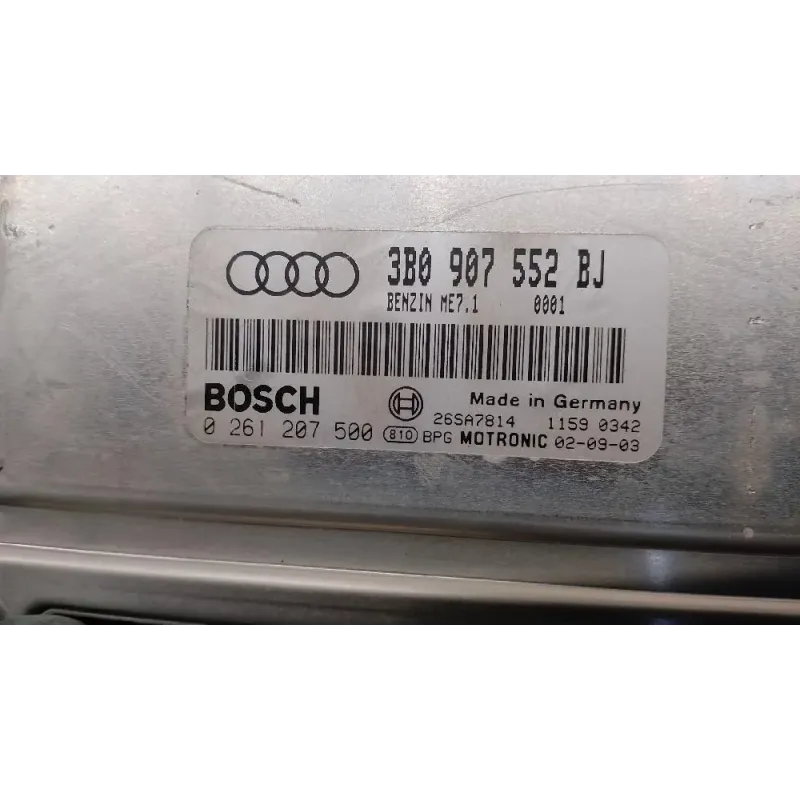 3B0 907 552 BJ
BENZIN ME7.1 0001
BOSCH Made in Germany
26SA7814 1159 0342
0 261 207 500 810 BPG MOTRONIC 02-09-03